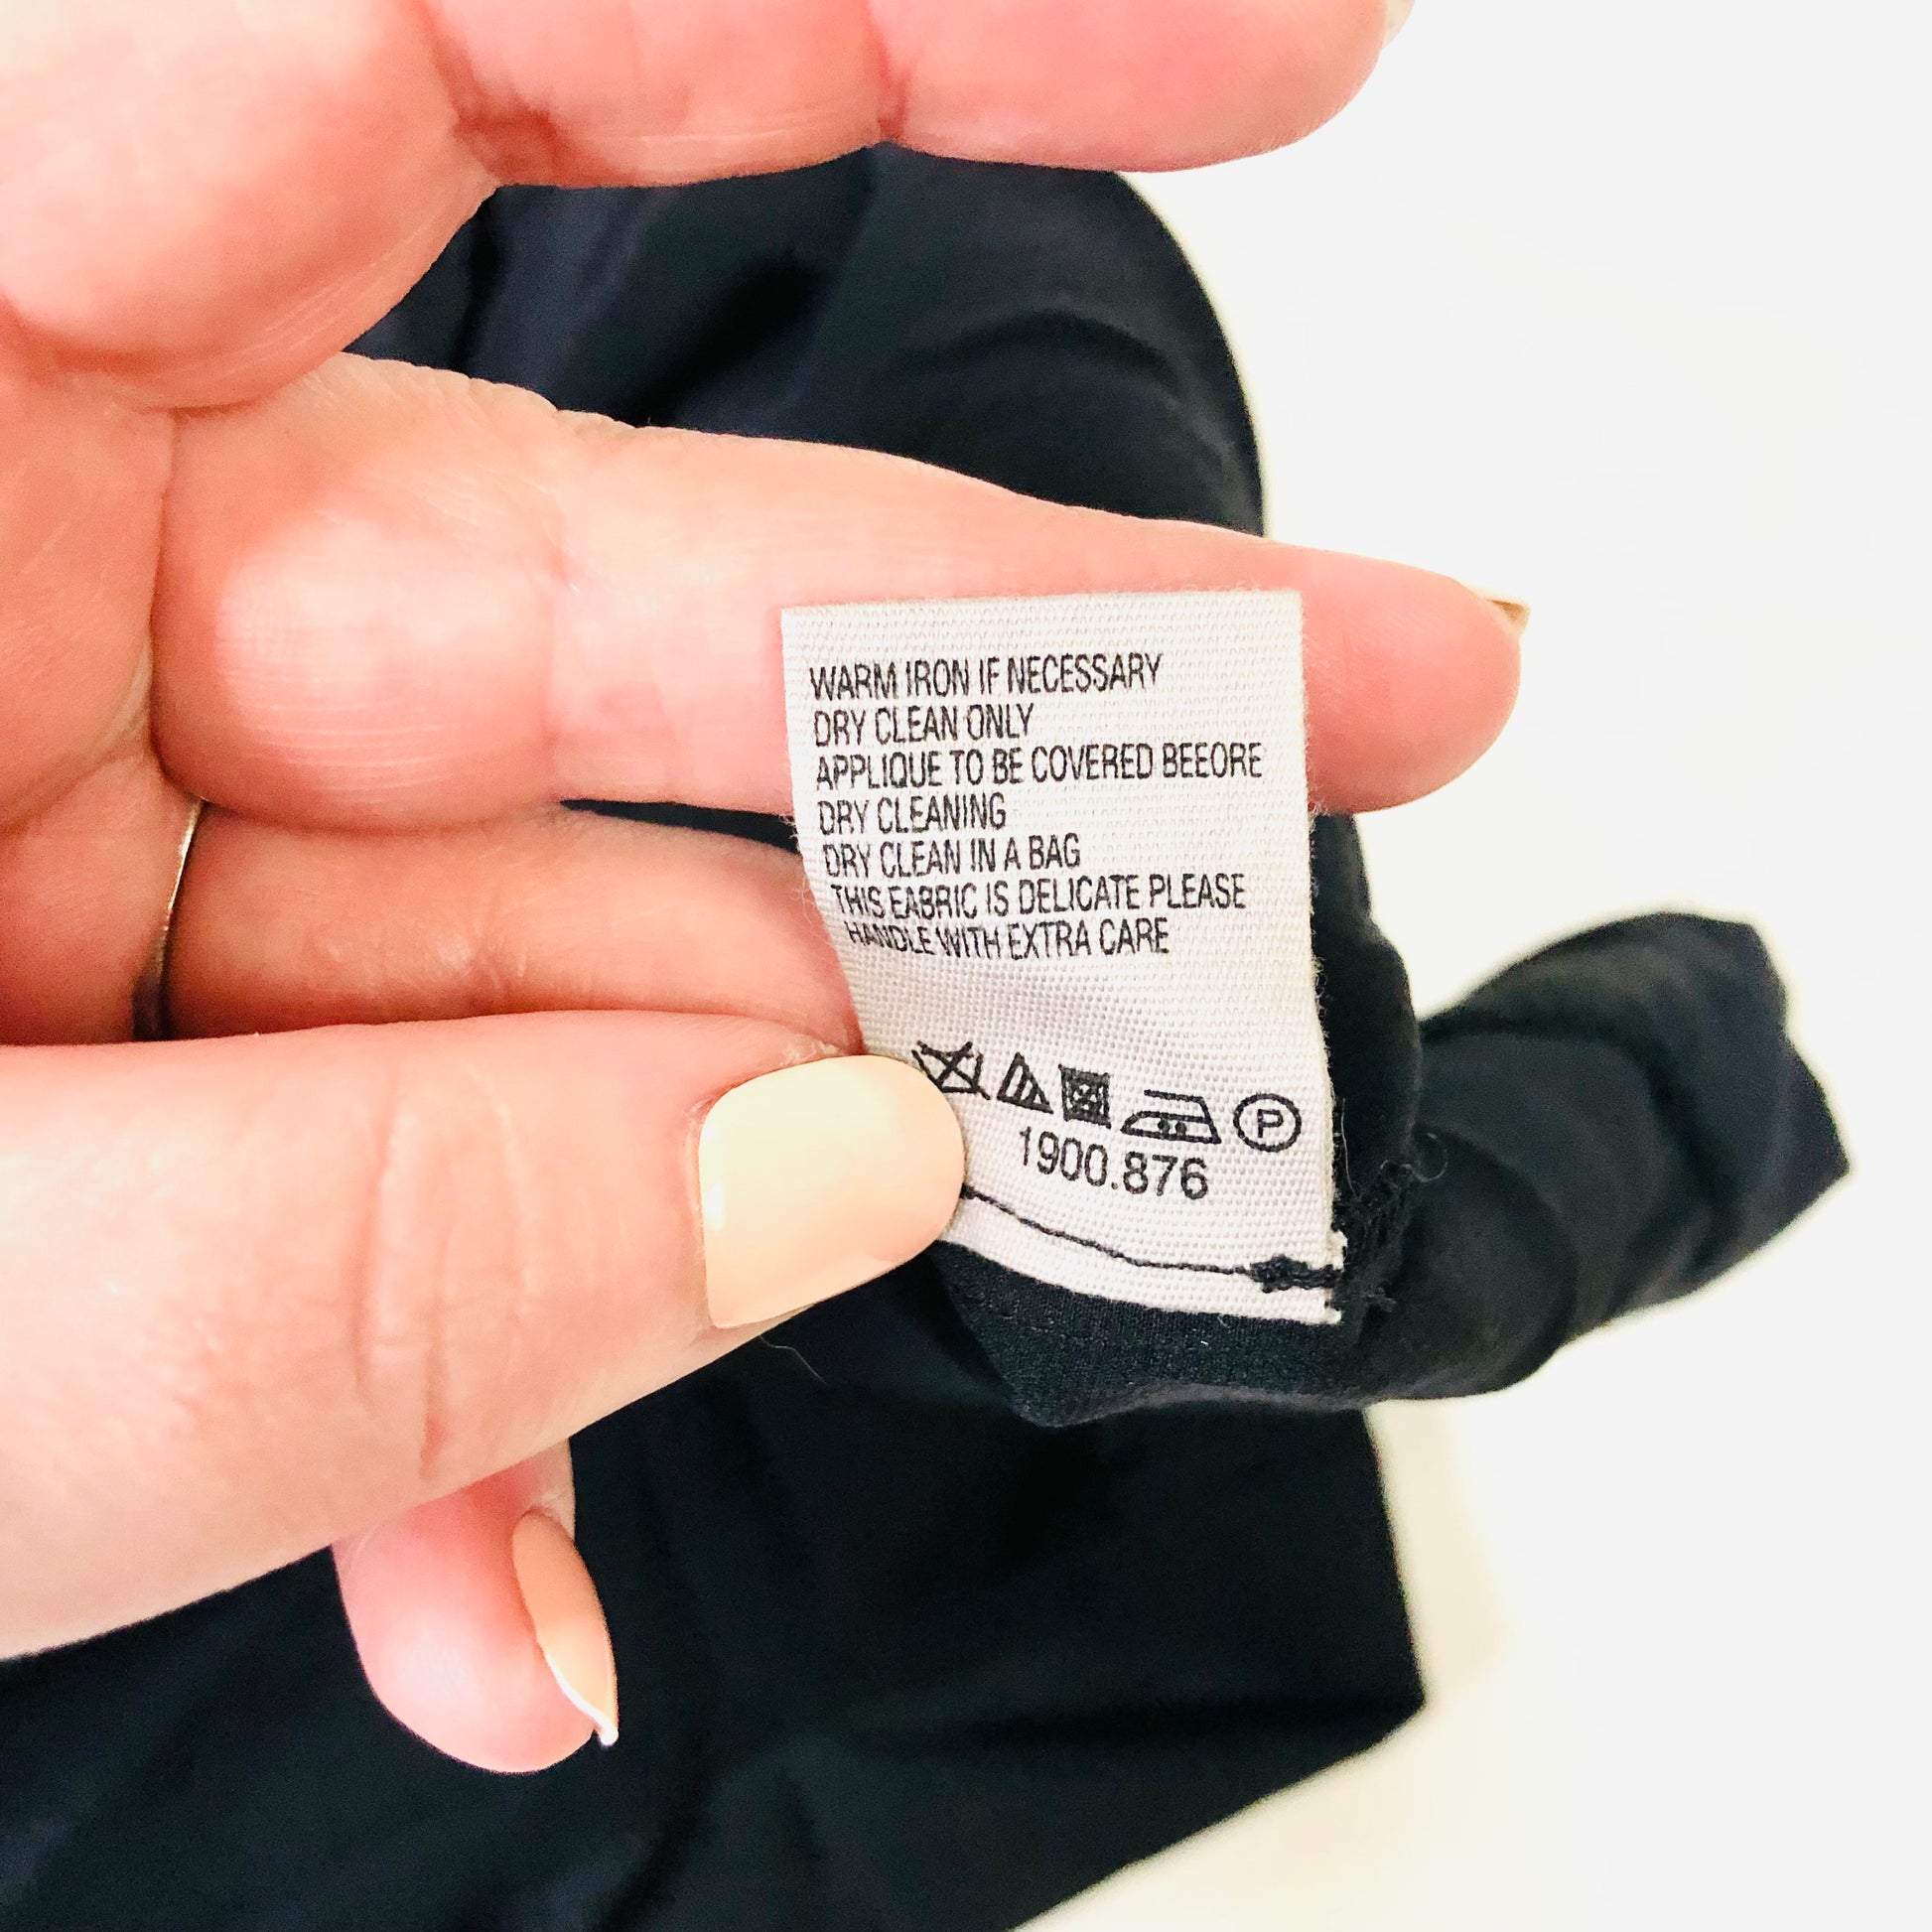 WARM IRON IF NECESSARY
DRY CLEAN ONLY
APPLIQUE TO BE COVERED BEEORE
DRY CLEANING
DRY CLEAN IN A BAG
THIS EABRIC IS DELICATE PLEASE
HANDLE WITH EXTRA CARE
P
1900.876